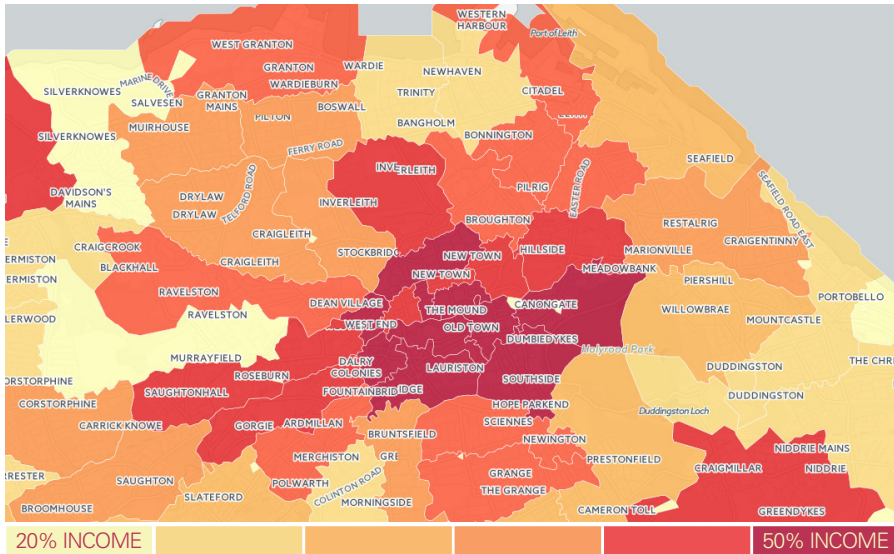 WESTERN
HARBOUR
Port of Leith
WEST GRANTON
GRANTON
WARDIE
NEWHAVEN
WARDIEBURN
SILVERKNOWES
MARINE DRIVE
SALVESEN
GRANTON
MAINS
BOSWALL
TRINITY
CITADEL
PILTON
MUIRHOUSE
BANGHOLM
BONNINGTON
SILVERKNOWES
FERRY ROAD
SEAFIELD
INVERLEITH
DAVIDSON'S
MAINS
DRYLAW
DRYLAW
TELFORD ROAD
INVERLEITH
PILRIG
EASTER ROAD
SEAFIELD ROAD EAST
BROUGHTON
RESTALRIG
CRAIGLEITH
CRAIGENTINNY
CRAIGCROOK
STOCKBRIDG
NEW TOWN
HILLSIDE
MARIONVILLE
ERMISTON
BLACKHALL
CRAIGLEITH
NEW TOWN
MEADOWBANK
ERMISTON
PIERSHILL
RAVELSTON
DEAN VILLAGE
CANONGATE
PORTOBELLO
LERWOOD
RAVELSTON
THE MOUND
WILLOWBRAE
WEST END
OLD TOWN
MOUNTCASTLE
DUMBIEDYKES
Holyrood Park
MURRAYFIELD
DALRY
COLONIES
LAURISTON
DUDDINGSTON
THE CHRI
ORSTORPHINE
ROSEBURN
SOUTHSIDE
SAUGHTONHALL
FOUNTAINBRIDGE
DUDDINGSTON
CORSTORPHINE
HOPE PARKEND
Duddingston Loch
CARRICK KNOWE
GORGIE
ARDMILLAN
SCIENNES
BRUNTSFIELD
NEWINGTON
NIDDRIE MAINS
MERCHISTON
GRE
PRESTONFIELD
CRAIGMILLAR
NIDDRIE
RRESTER
SAUGHTON
POLWARTH
COLINTON ROAD
GRANGE
SLATEFORD
THE GRANGE
BROOMHOUSE
MORNINGSIDE
CAMERON TOLL
GREENDYKES
20% INCOME
50% INCOME